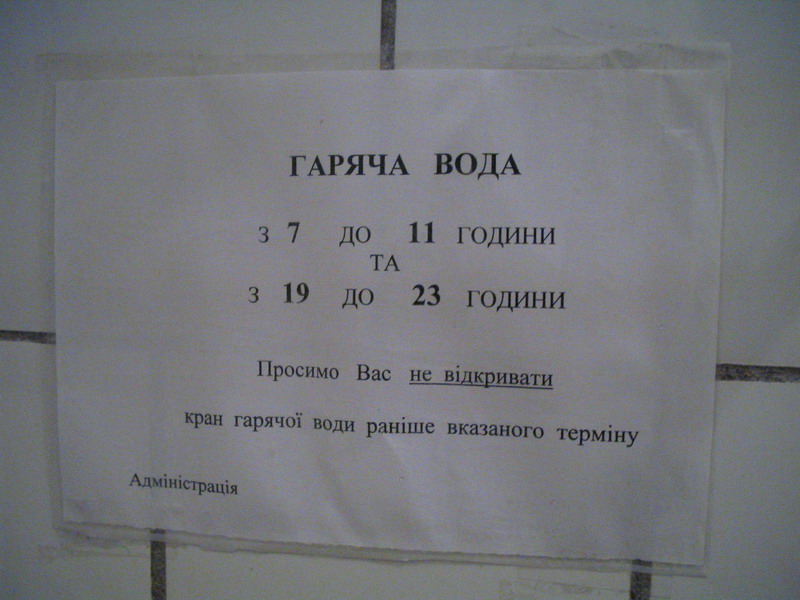 ГАРЯЧА ВОДА
З 7 ДО 11 ГОДИНИ
ТА
З 19 ДО 23 ГОДИНИ
Просимо Вас не відкривати
кран гарячої води раніше вказаного терміну
Адміністрація